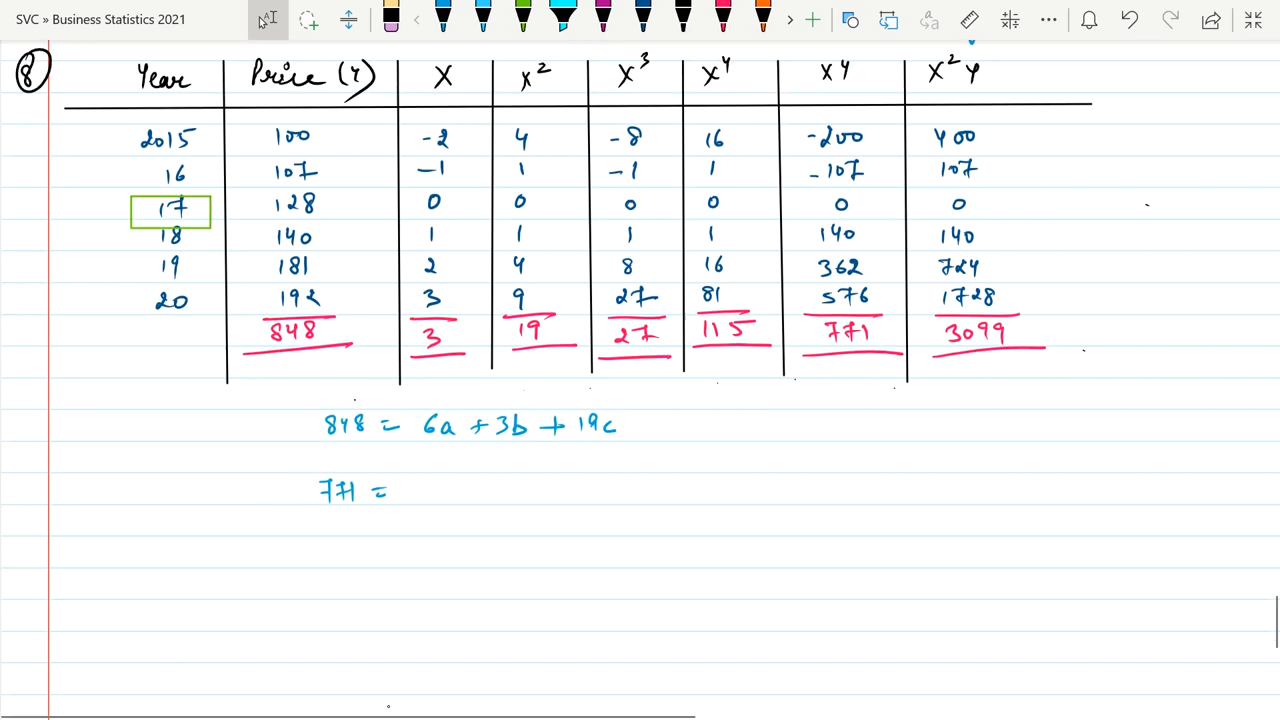 SVC » Business Statistics 2021
8
Year Price (Y) X X² X³ X⁴ XY X²Y
2015 100 -2 4 -8 16 -200 400
16 107 -1 1 -1 1 -107 107
17 128 0 0 0 0 0 0
18 140 1 1 1 1 140 140
19 181 2 4 8 16 362 724
20 192 3 9 27 81 576 1728
848 3 19 27 115 771 3099
848 = 6a + 3b + 19c
771 =